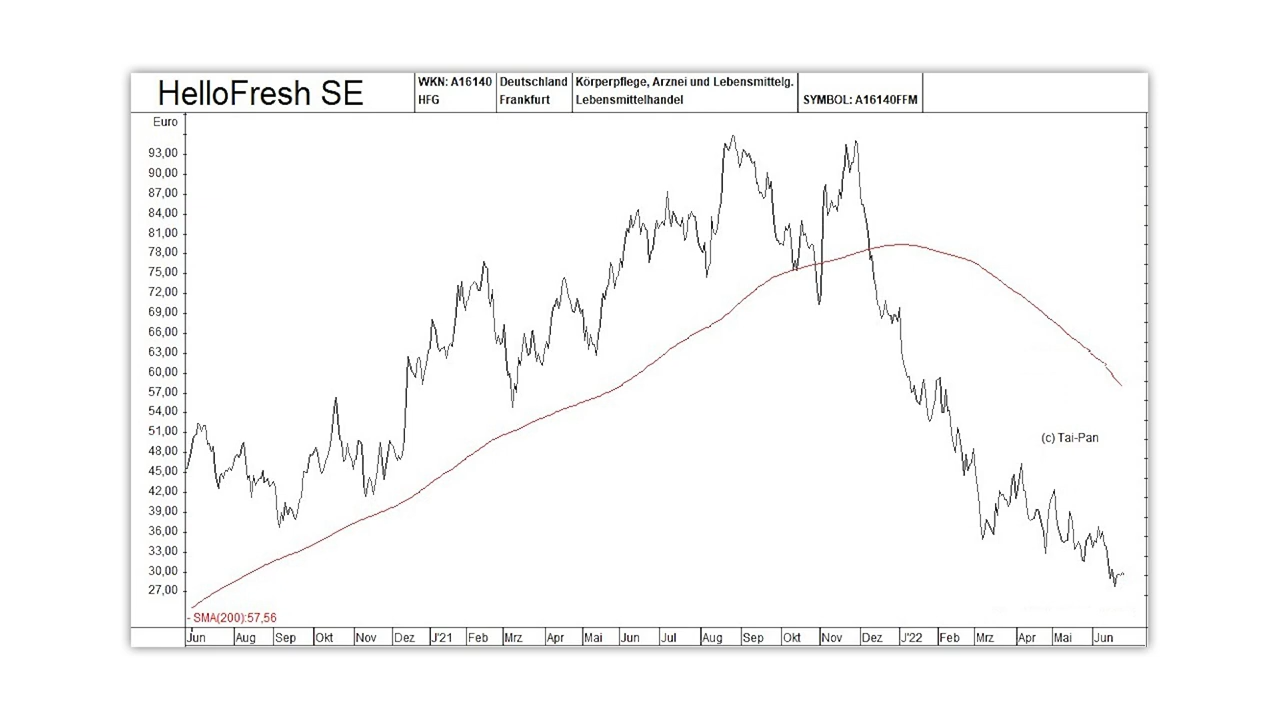 HelloFresh SE
WKN: A16140
HFG
Deutschland
Frankfurt
Körperpflege, Arznei und Lebensmittelg.
Lebensmittelhandel
SYMBOL: A16140FFM
Euro
93,00
90,00
87,00
84,00
81,00
78,00
75,00
72,00
69,00
66,00
63,00
60,00
57,00
54,00
51,00
48,00
45,00
42,00
39,00
36,00
33,00
30,00
27,00
(c) Tai-Pan
- SMA(200):57,56
Jun Aug Sep Okt Nov Dez J'21 Feb Mrz Apr Mai Jun Jul Aug Sep Okt Nov Dez J'22 Feb Mrz Apr Mai Jun